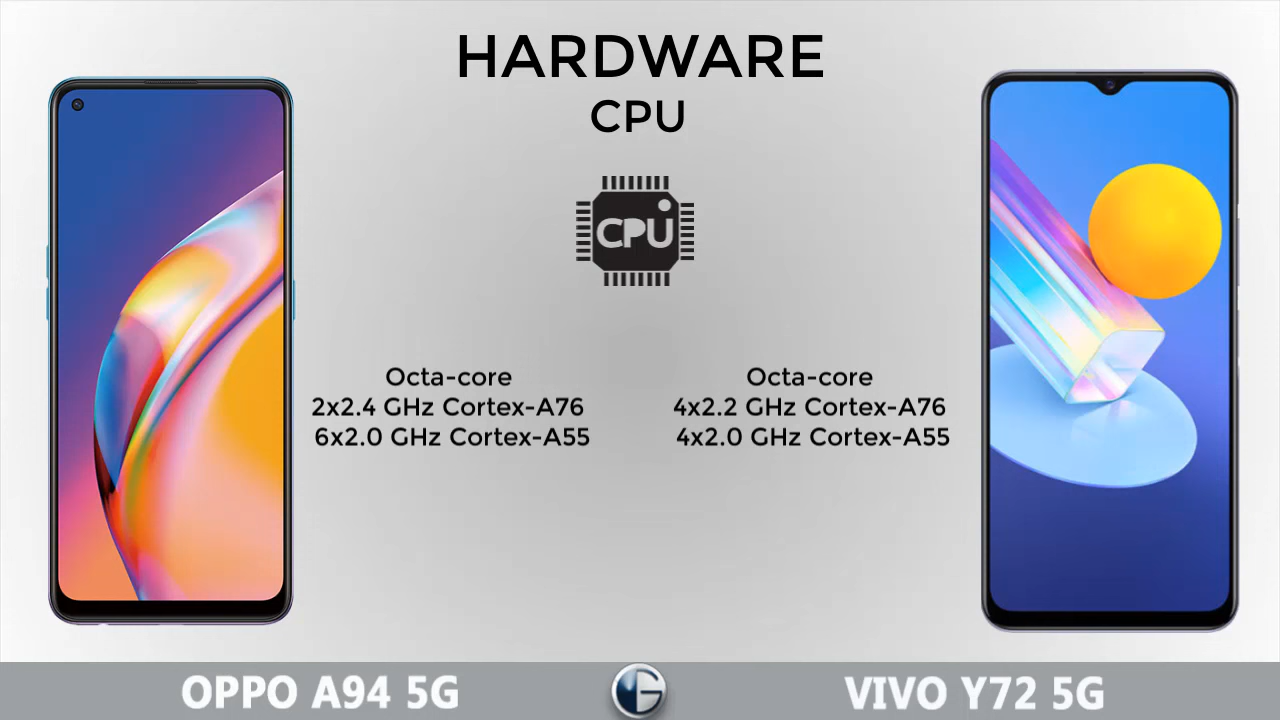 HARDWARE
CPU
CPU
Octa-core
2x2.4 GHz Cortex-A76
6x2.0 GHz Cortex-A55
Octa-core
4x2.2 GHz Cortex-A76
4x2.0 GHz Cortex-A55
OPPO A94 5G
G
VIVO Y72 5G